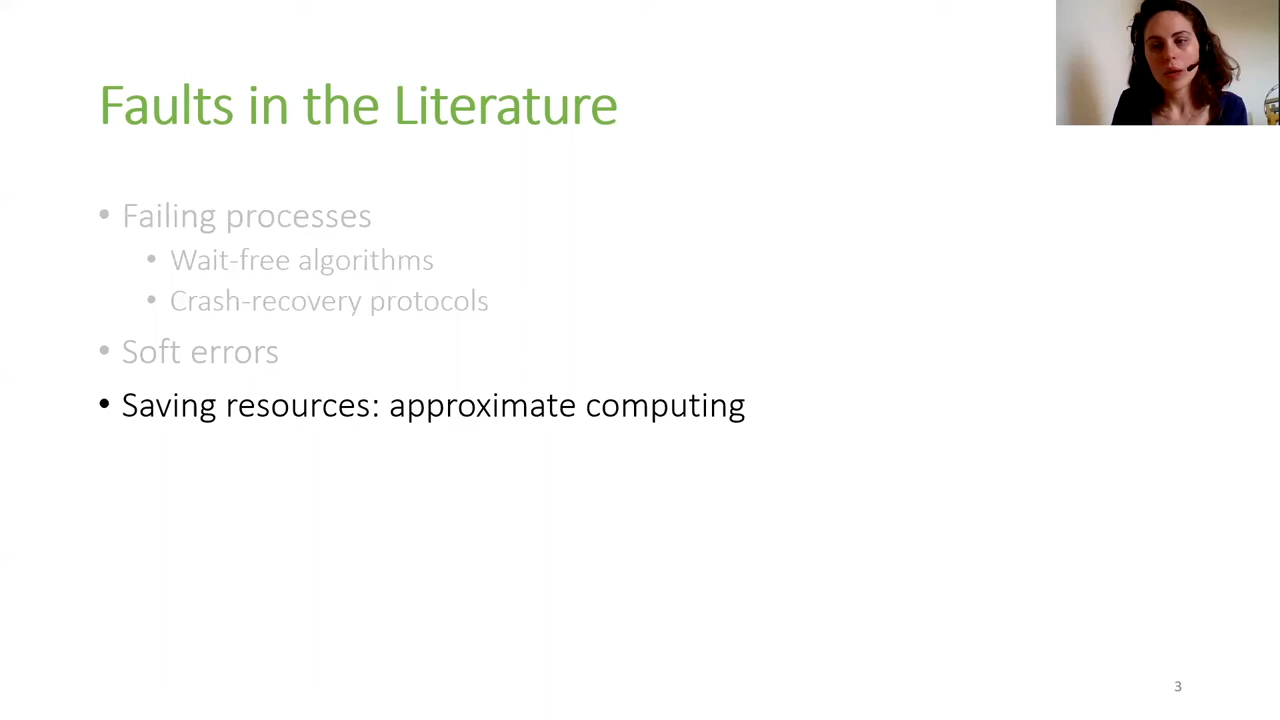 Faults in the Literature
• Failing processes
• Wait-free algorithms
• Crash-recovery protocols
• Soft errors
• Saving resources: approximate computing
3